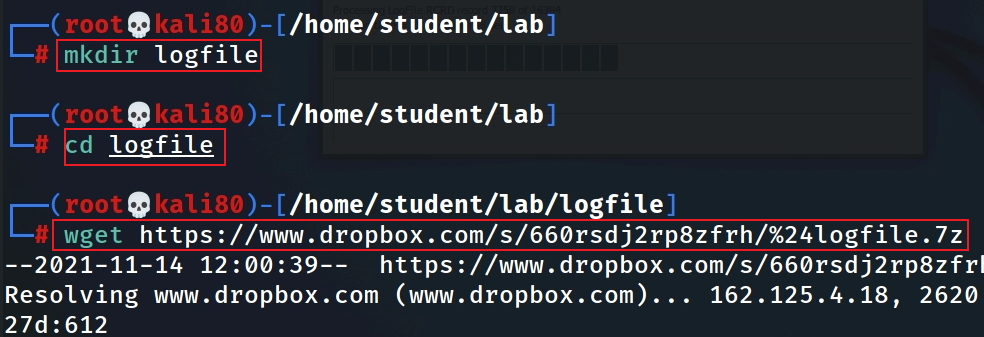 ┌──(root💀kali80)-[/home/student/lab]
└─# mkdir logfile
┌──(root💀kali80)-[/home/student/lab]
└─# cd logfile
┌──(root💀kali80)-[/home/student/lab/logfile]
└─# wget https://www.dropbox.com/s/660rsdj2rp8zfrh/%24logfile.7z
--2021-11-14 12:00:39--  https://www.dropbox.com/s/660rsdj2rp8zfrh
Resolving www.dropbox.com (www.dropbox.com)... 162.125.4.18, 2620
27d:612